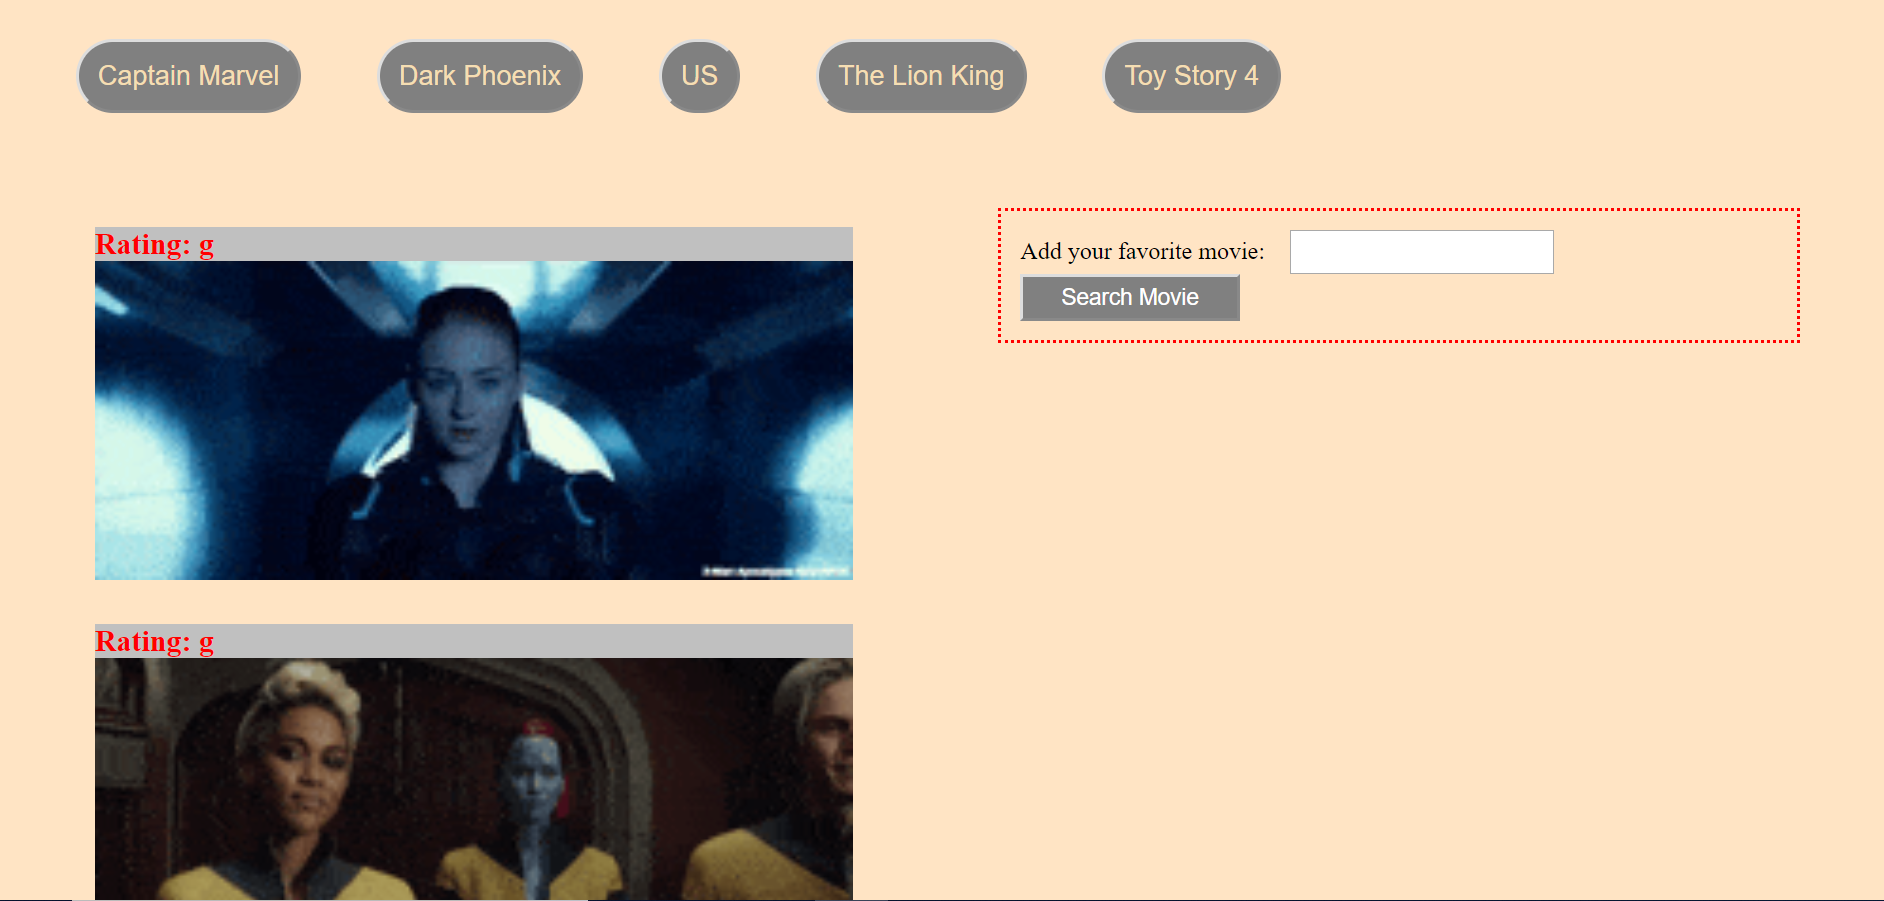 Captain Marvel Dark Phoenix US The Lion King Toy Story 4
Rating: g
Add your favorite movie:
Search Movie
Rating: g